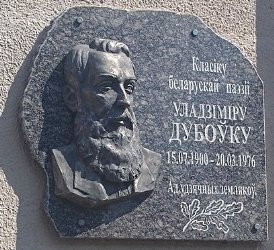 Класіку
беларускай паэзіі
УЛАДЗІМІРУ
ДУБОЎКУ
15.07.1900 - 20.03.1976
Ад удзячных землякоў